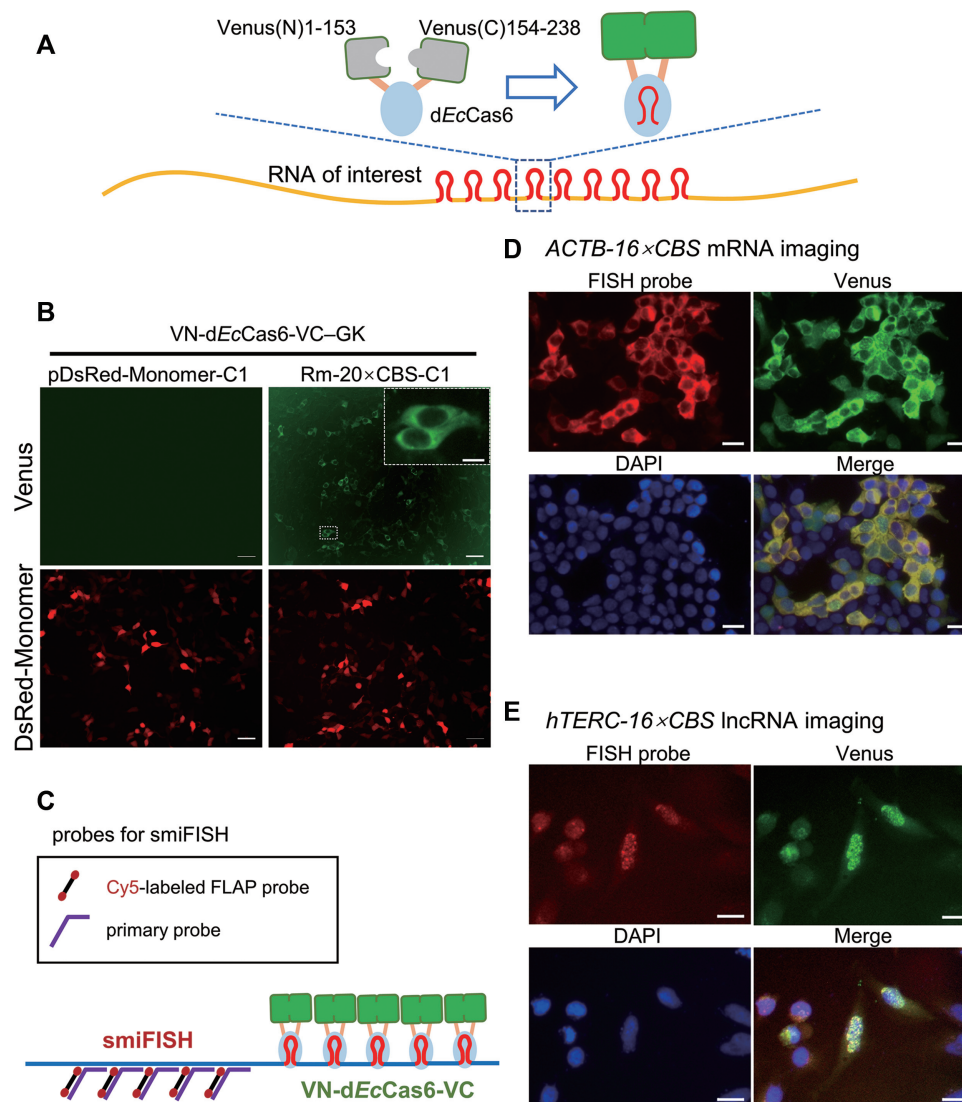 A
Venus(N)1-153
Venus(C)154-238
dEcCas6
RNA of interest
B
VN-dEcCas6-VC–GK
pDsRed-Monomer-C1
Rm-20×CBS-C1
Venus
DsRed-Monomer
C
probes for smiFISH
Cy5-labeled FLAP probe
primary probe
smiFISH
VN-dEcCas6-VC
D
ACTB-16×CBS mRNA imaging
FISH probe
Venus
DAPI
Merge
E
hTERC-16×CBS lncRNA imaging
FISH probe
Venus
DAPI
Merge